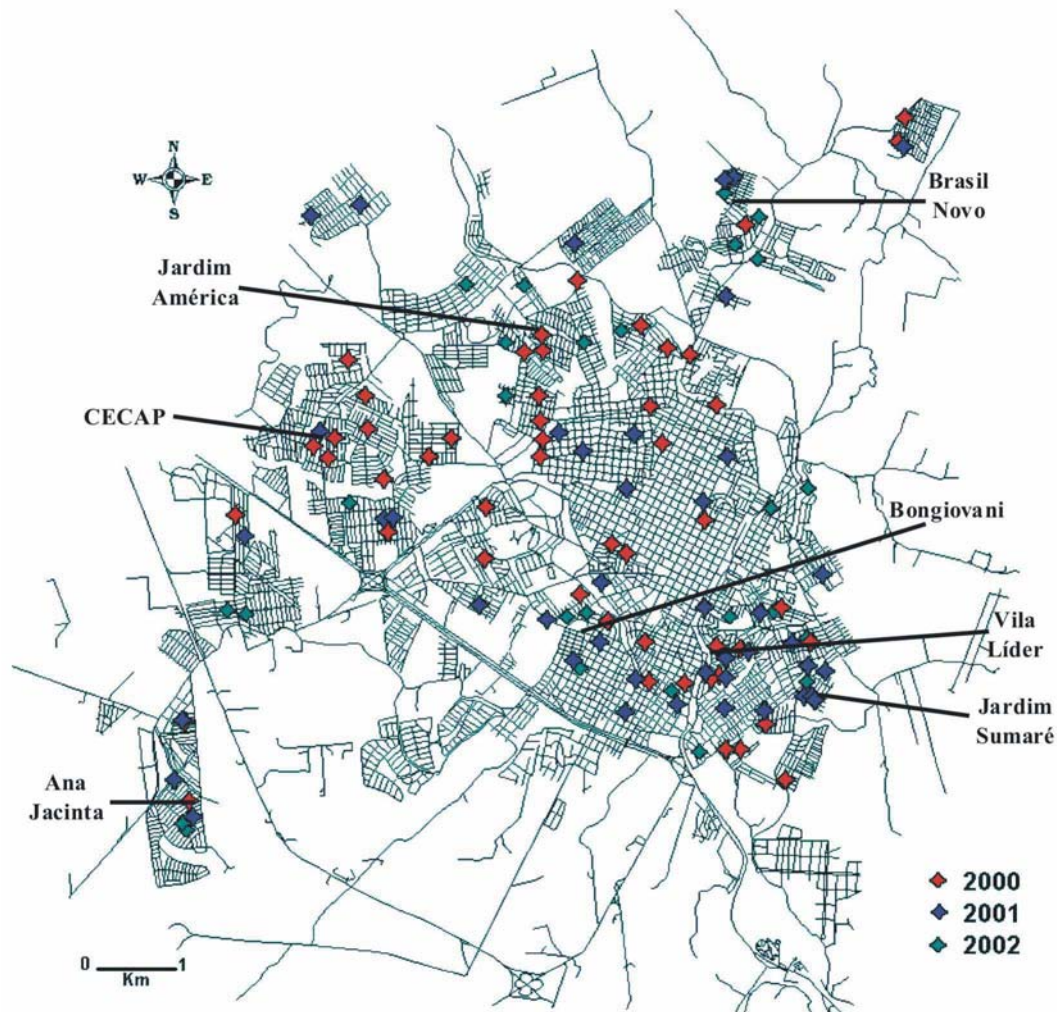 N
W E
S
Brasil
Novo
Jardim
América
CECAP
Bongiovani
Vila
Líder
Jardim
Sumaré
Ana
Jacinta
2000
2001
2002
0 1
Km